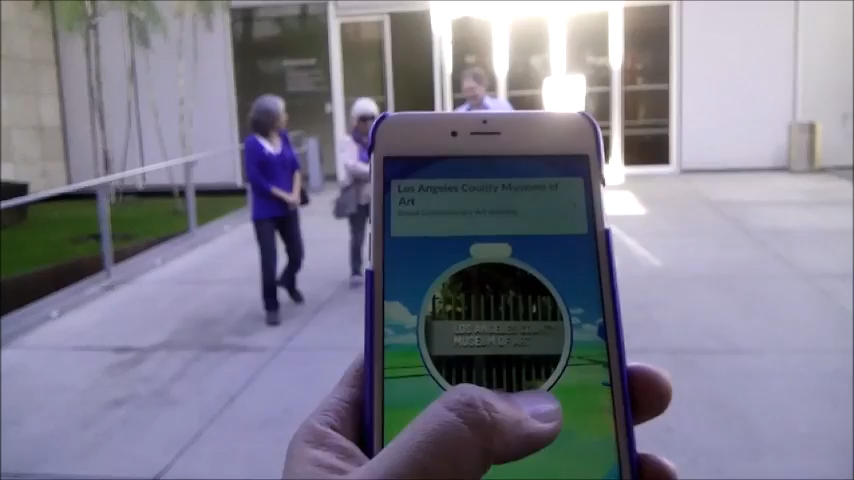 Los Angeles County Museum of
Art
LOS ANGELES COUNTY
MUSEUM OF ART